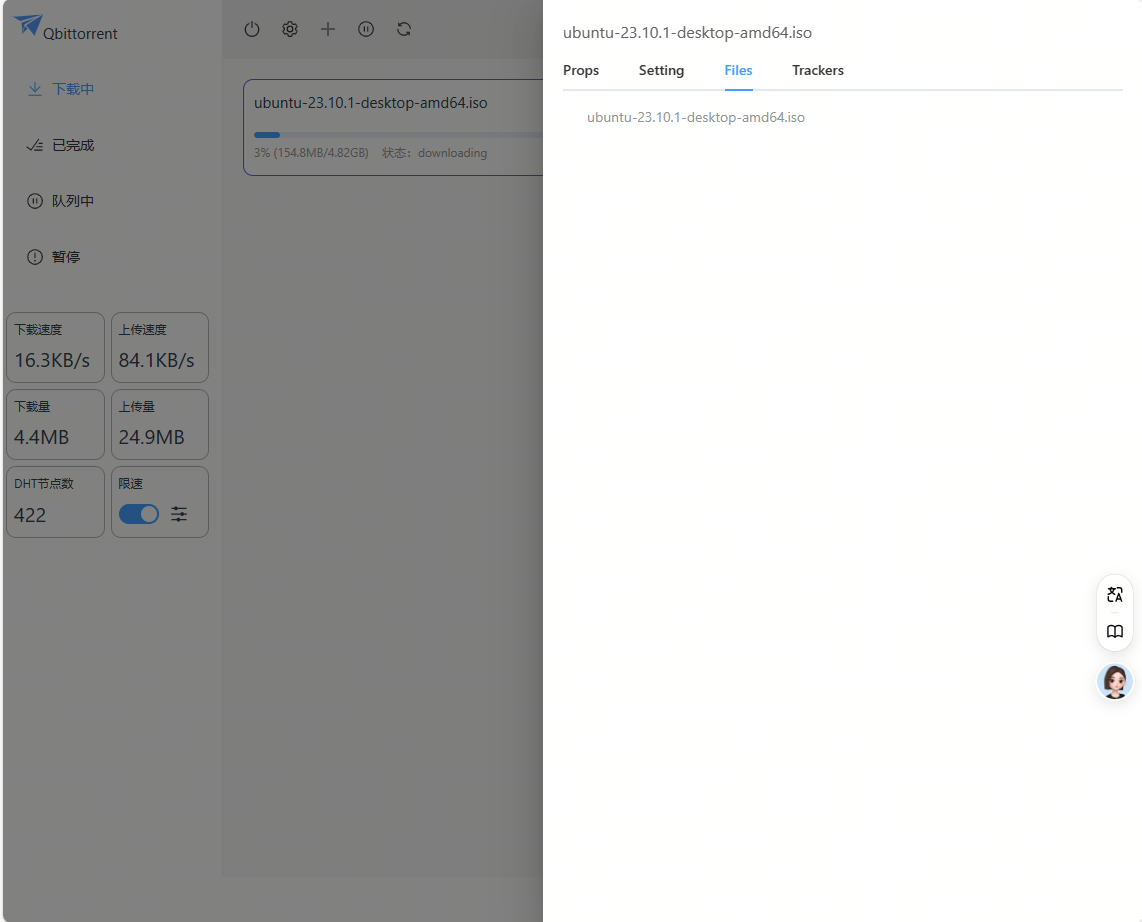 Qbittorrent
下载中
已完成
队列中
暂停
下载速度
16.3KB/s
上传速度
84.1KB/s
下载量
4.4MB
上传量
24.9MB
DHT节点数
422
限速
ubuntu-23.10.1-desktop-amd64.iso
3% (154.8MB/4.82GB) 状态：downloading
ubuntu-23.10.1-desktop-amd64.iso
Props Setting Files Trackers
ubuntu-23.10.1-desktop-amd64.iso